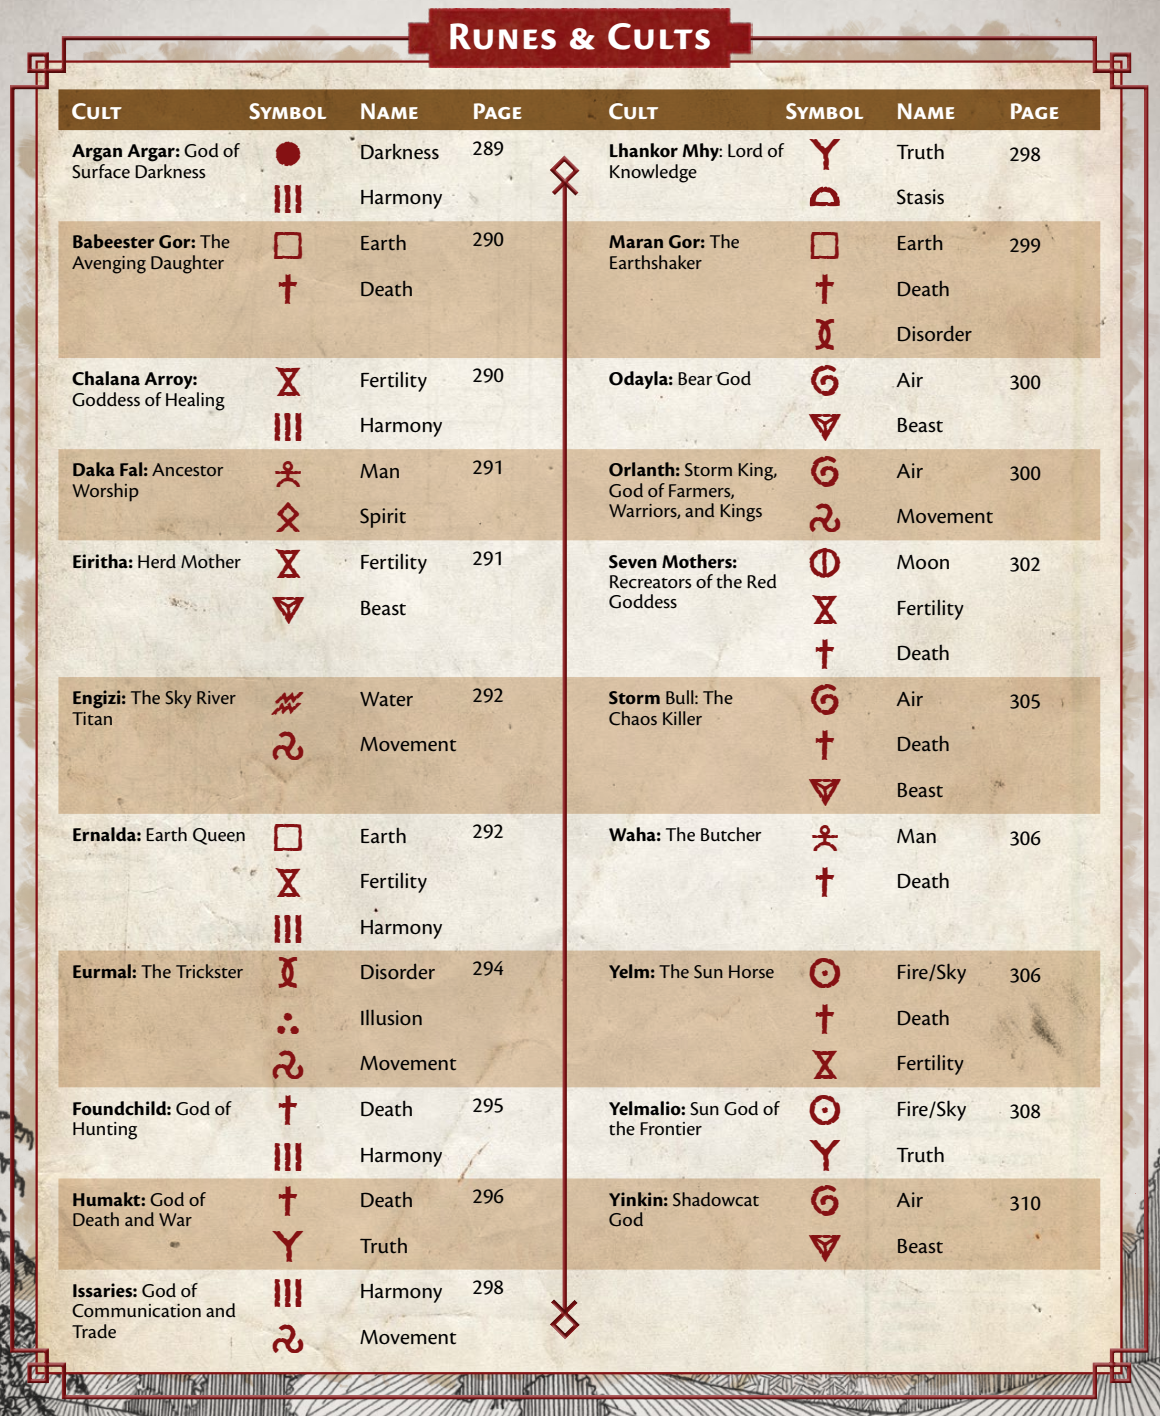 Runes & Cults
Cult Symbol Name Page
Argan Argar: God of Darkness 289
Surface Darkness
Harmony
Babeester Gor: The Earth 290
Avenging Daughter
Death
Chalana Arroy: Fertility 290
Goddess of Healing
Harmony
Daka Fal: Ancestor Man 291
Worship
Spirit
Eiritha: Herd Mother Fertility 291
Beast
Engizi: The Sky River Water 292
Titan
Movement
Ernalda: Earth Queen Earth 292
Fertility
Harmony
Eurmal: The Trickster Disorder 294
Illusion
Movement
Foundchild: God of Death 295
Hunting
Harmony
Humakt: God of Death 296
Death and War
Truth
Issaries: God of Harmony 298
Communication and
Trade
Movement
Cult Symbol Name Page
Lhankor Mhy: Lord of Truth 298
Knowledge
Stasis
Maran Gor: The Earth 299
Earthshaker
Death
Disorder
Odayla: Bear God Air 300
Beast
Orlanth: Storm King, Air 300
God of Farmers,
Warriors, and Kings Movement
Seven Mothers: Moon 302
Recreators of the Red
Goddess Fertility
Death
Storm Bull: The Air 305
Chaos Killer
Death
Beast
Waha: The Butcher Man 306
Death
Yelm: The Sun Horse Fire/Sky 306
Death
Fertility
Yelmalio: Sun God of Fire/Sky 308
the Frontier
Truth
Yinkin: Shadowcat Air 310
God
Beast